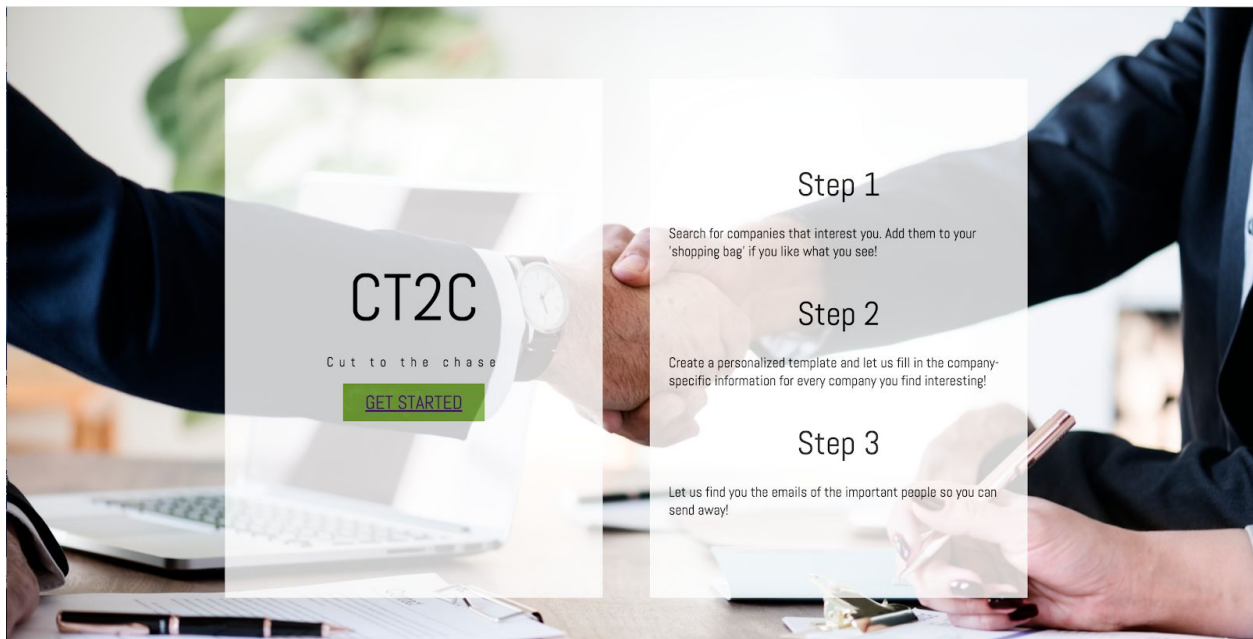 CT2C
Cut to the chase
GET STARTED
Step 1
Search for companies that interest you. Add them to your
'shopping bag' if you like what you see!
Step 2
Create a personalized template and let us fill in the company-
specific information for every company you find interesting!
Step 3
Let us find you the emails of the important people so you can
send away!